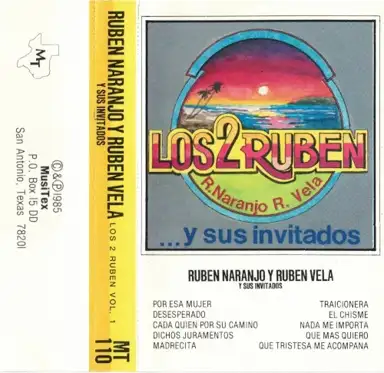 MT
©&Ⓟ1985
MusiTex
P.O. Box 15 DD
San Antonio, Texas 78201
RUBEN NARANJO Y RUBEN VELA
Y SUS INVITADOS
LOS 2 RUBEN VOL. 1
MT
110
LOS 2 RUBEN
R. Naranjo R. Vela
...y sus invitados
RUBEN NARANJO Y RUBEN VELA
Y SUS INVITADOS
POR ESA MUJER
DESESPERADO
CADA QUIEN POR SU CAMINO
DICHOS JURAMENTOS
MADRECITA
TRAICIONERA
EL CHISME
NADA ME IMPORTA
QUE MAS QUIERO
QUE TRISTESA ME ACOMPANA